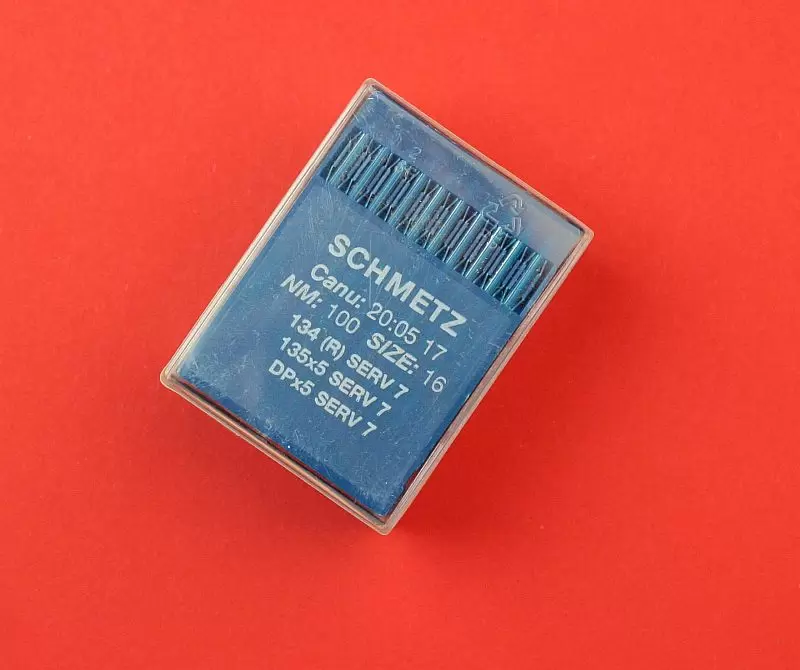 SCHMETZ
Canu: 20:05 17
NM: 100 SIZE: 16
134 (R) SERV 7
135x5 SERV 7
DPx5 SERV 7